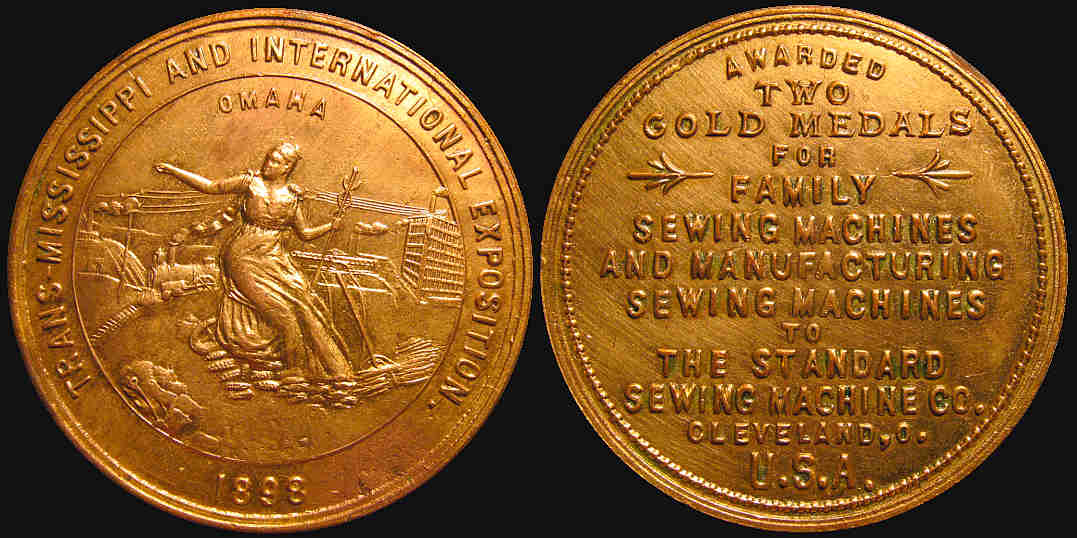 TRANS-MISSISSIPPI AND INTERNATIONAL EXPOSITION.
OMAHA
1898
AWARDED
TWO
GOLD MEDALS
FOR
FAMILY
SEWING MACHINES
AND MANUFACTURING
SEWING MACHINES
TO
THE STANDARD
SEWING MACHINE CO.
CLEVELAND, O.
U.S.A.